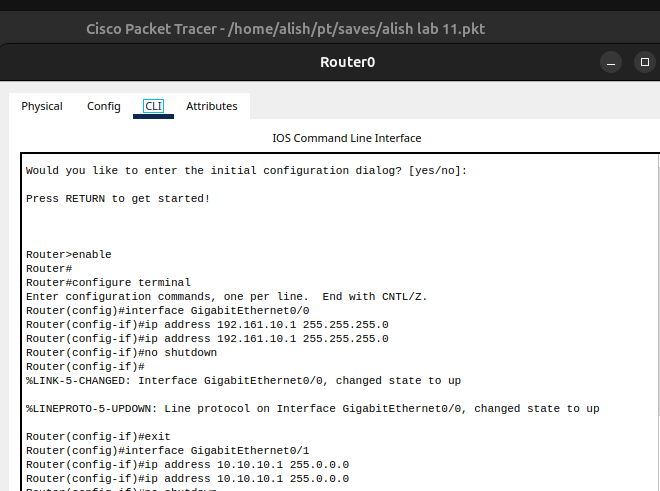 Cisco Packet Tracer - /home/alish/pt/saves/alish lab 11.pkt
Router0
Physical Config CLI Attributes
IOS Command Line Interface
Would you like to enter the initial configuration dialog? [yes/no]:
Press RETURN to get started!
Router>enable
Router#
Router#configure terminal
Enter configuration commands, one per line.  End with CNTL/Z.
Router(config)#interface GigabitEthernet0/0
Router(config-if)#ip address 192.161.10.1 255.255.255.0
Router(config-if)#ip address 192.161.10.1 255.255.255.0
Router(config-if)#no shutdown
Router(config-if)#
%LINK-5-CHANGED: Interface GigabitEthernet0/0, changed state to up
%LINEPROTO-5-UPDOWN: Line protocol on Interface GigabitEthernet0/0, changed state to up
Router(config-if)#exit
Router(config)#interface GigabitEthernet0/1
Router(config-if)#ip address 10.10.10.1 255.0.0.0
Router(config-if)#ip address 10.10.10.1 255.0.0.0
Router(config-if)#no shutdown